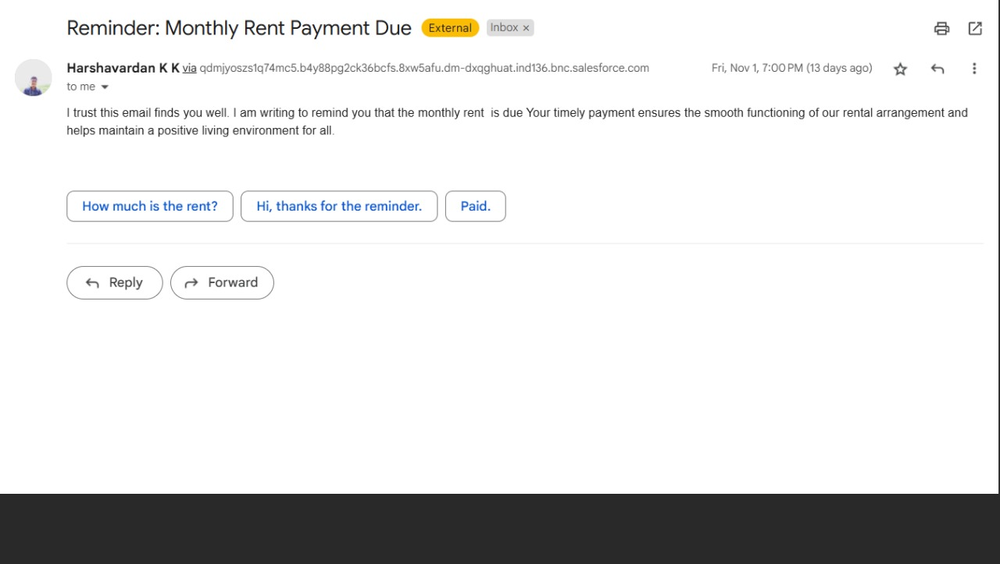 Reminder: Monthly Rent Payment Due External Inbox ×
Harshavardan K K via qdmjyoszs1q74mc5.b4y88pg2ck36bcfs.8xw5afu.dm-dxqghuat.ind136.bnc.salesforce.com Fri, Nov 1, 7:00 PM (13 days ago)
to me
I trust this email finds you well. I am writing to remind you that the monthly rent  is due Your timely payment ensures the smooth functioning of our rental arrangement and
helps maintain a positive living environment for all.
How much is the rent? Hi, thanks for the reminder. Paid.
Reply Forward